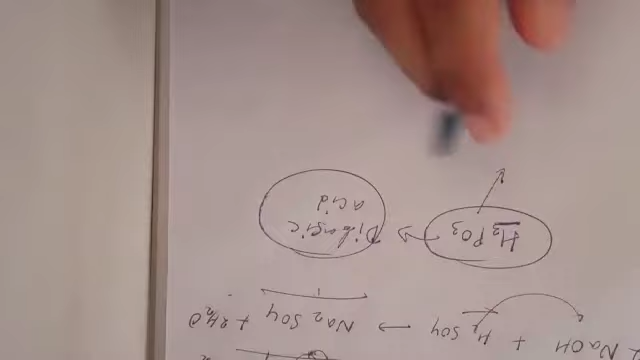 NaOH + H₂SO₄ → Na₂SO₄ + 2H₂O
H₃PO₃ → Dibasic
acid